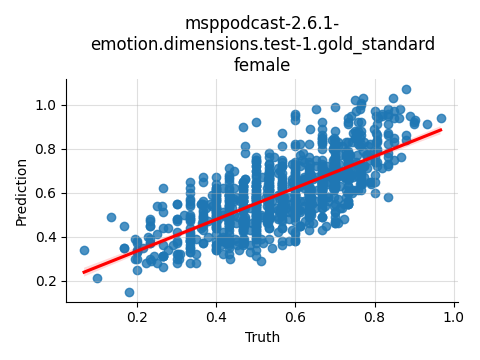 msppodcast-2.6.1-
emotion.dimensions.test-1.gold_standard
female
1.0
0.8
0.6
0.4
0.2
Prediction
0.2 0.4 0.6 0.8 1.0
Truth